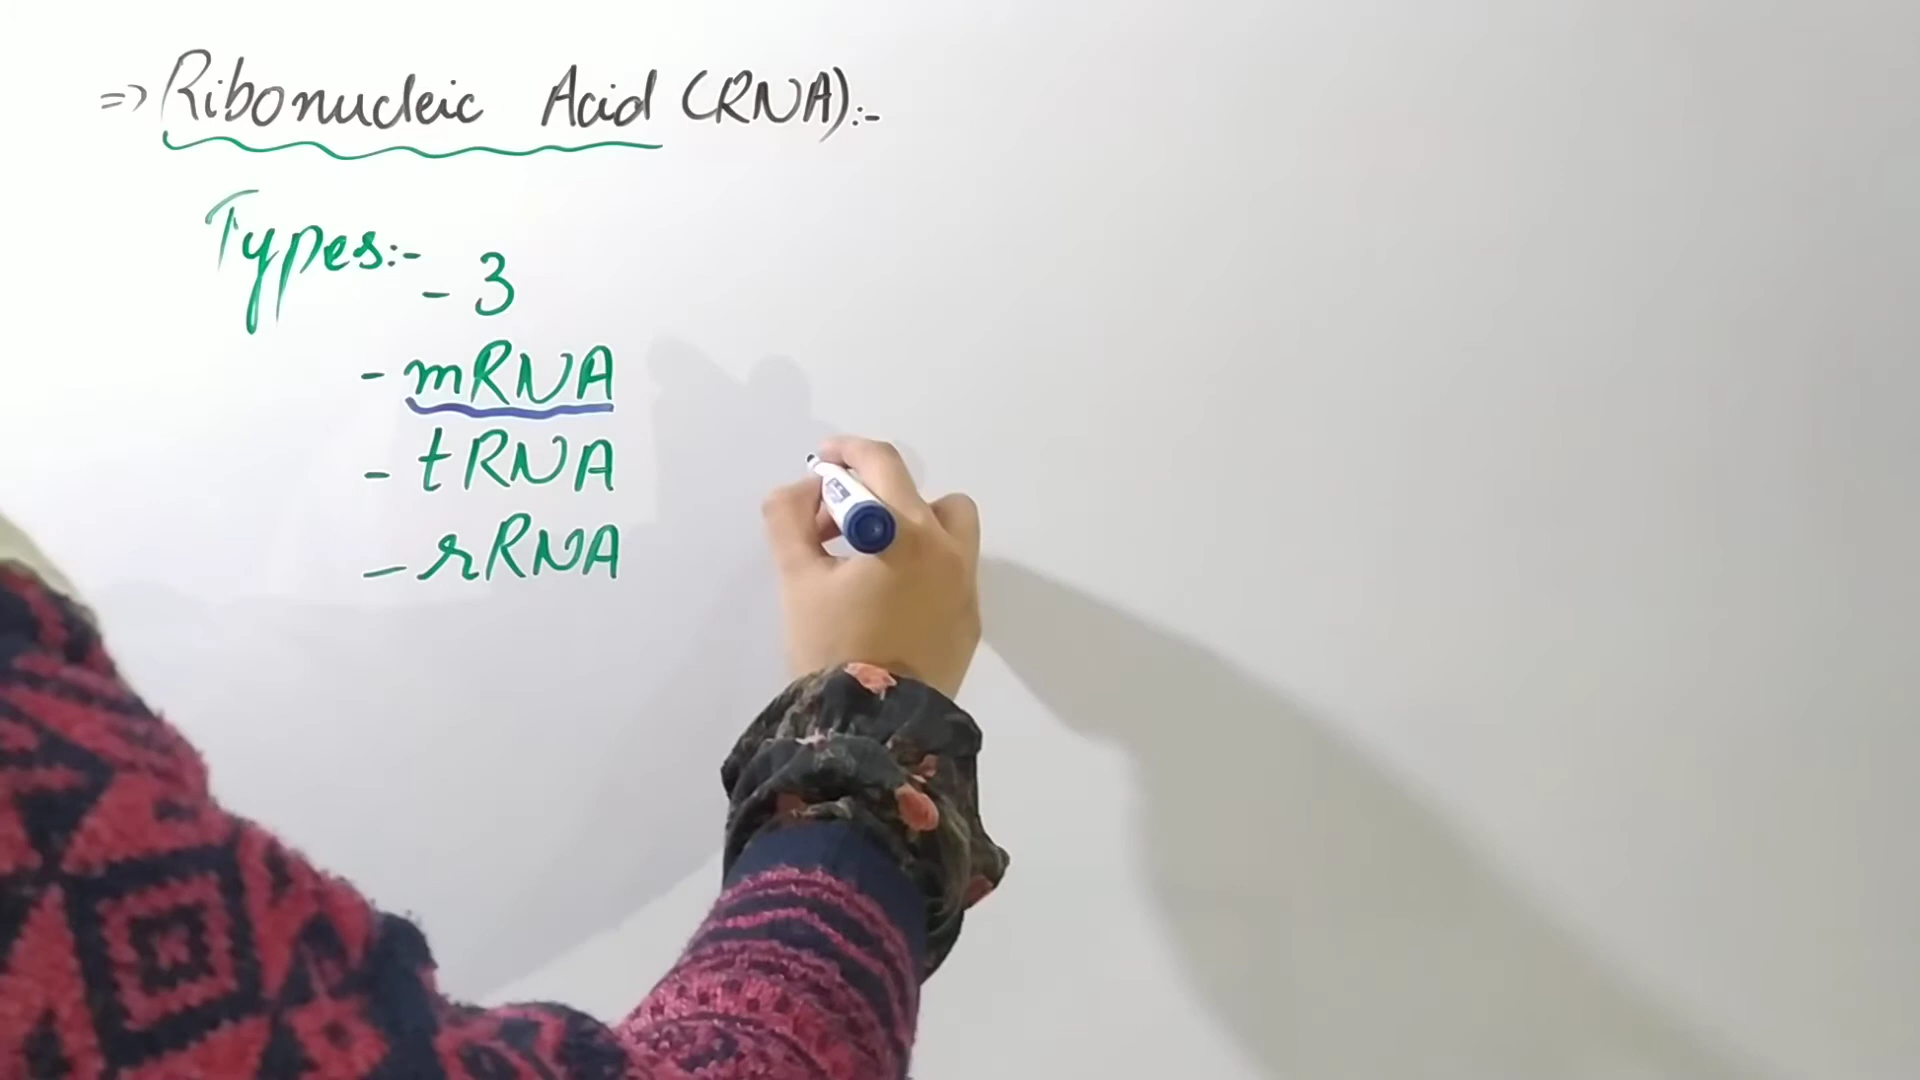 => Ribonucleic Acid (RNA):-
Types:-
- 3
- mRNA
- tRNA
- rRNA